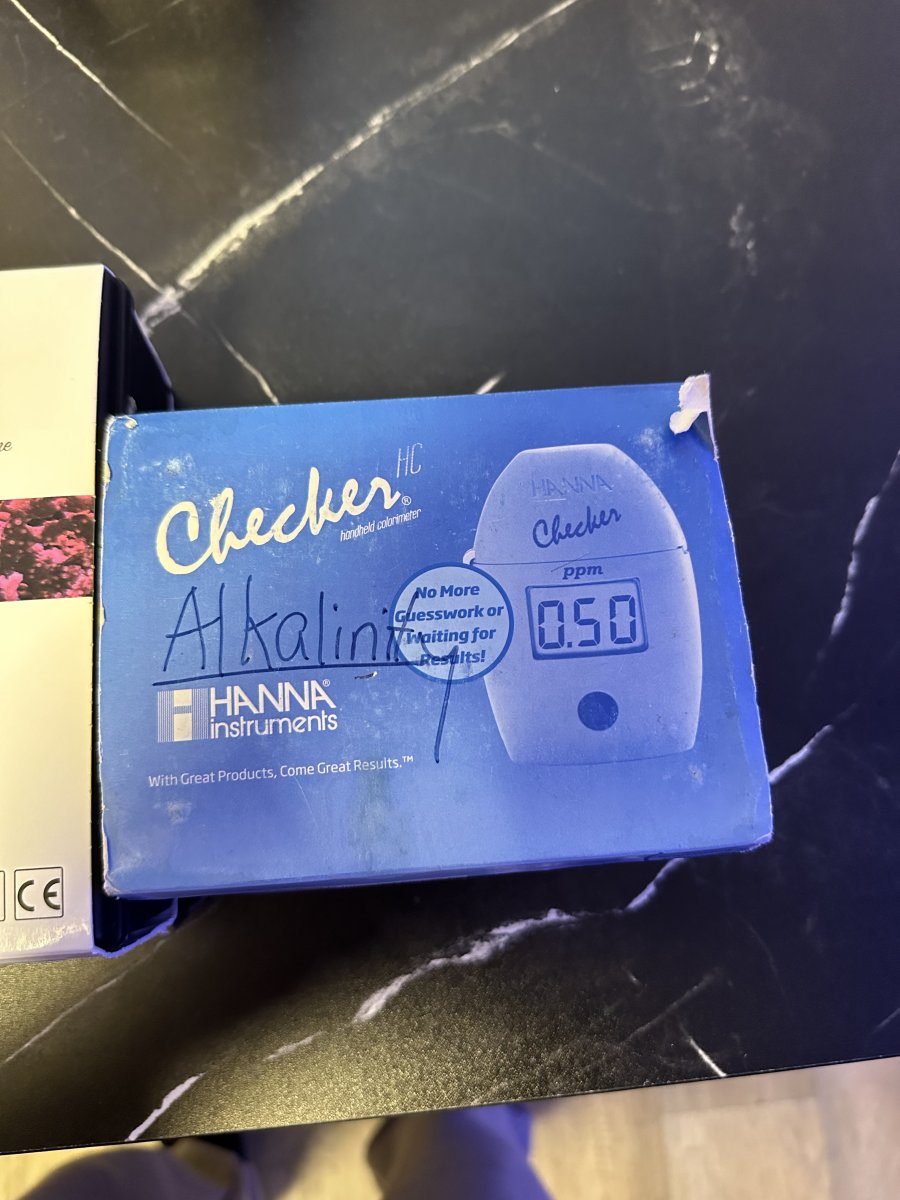 ne
CE
Checker® HC
handheld colorimeter
Alkalinity
No More
Guesswork or
Waiting for
Results!
HANNA®
instruments
With Great Products, Come Great Results.™
HANNA
Checker
ppm
0.50